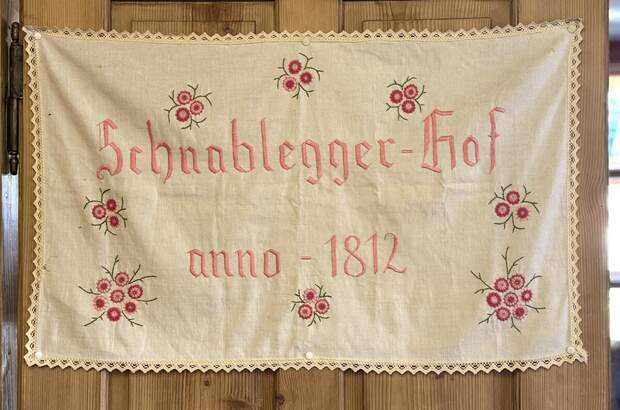 Schnablegger-Hof
anno - 1812